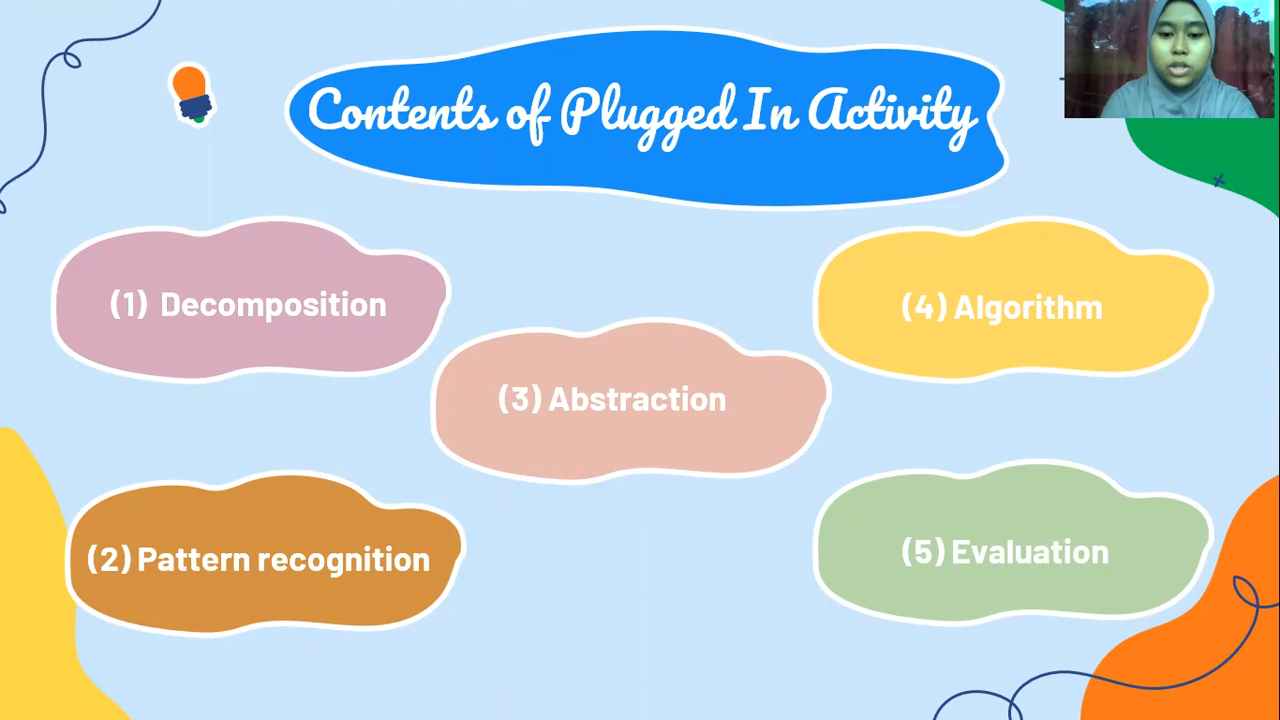 Contents of Plugged In Activity
(1) Decomposition
(2) Pattern recognition
(3) Abstraction
(4) Algorithm
(5) Evaluation